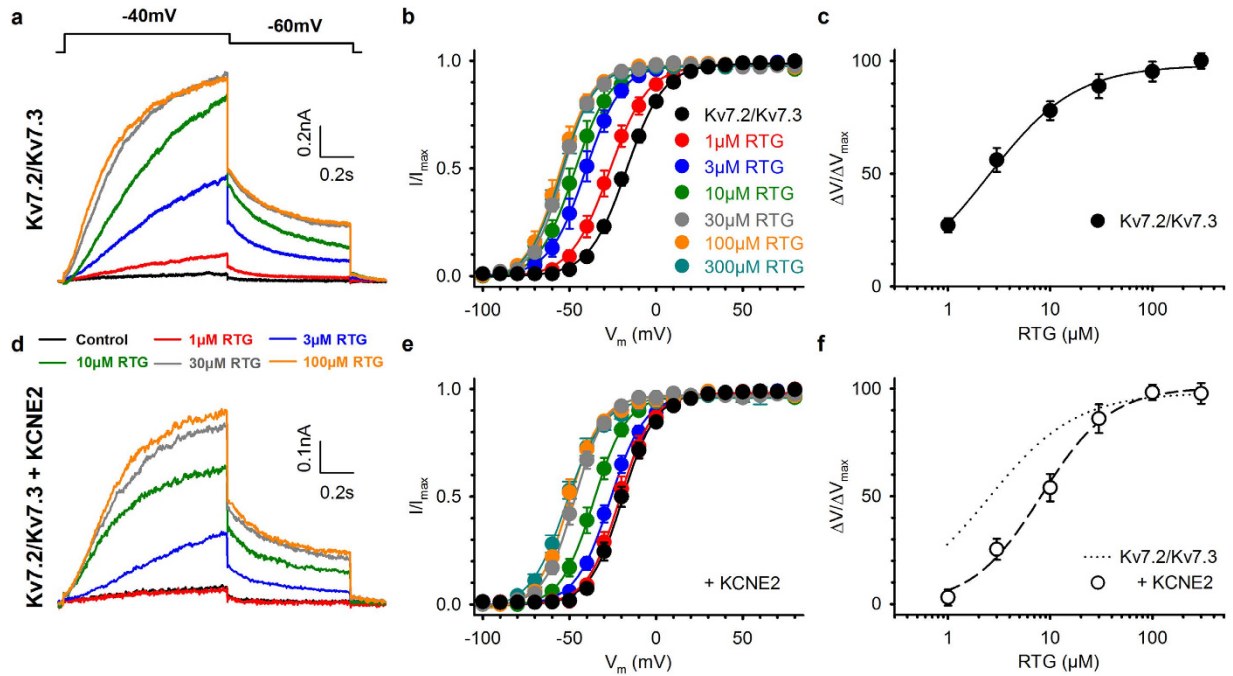 a
-40mV
-60mV
Kv7.2/Kv7.3
0.2nA
0.2s
b
1.0
0.5
0.0
I/Imax
-100
-50
0
50
Vm (mV)
Kv7.2/Kv7.3
1µM RTG
3µM RTG
10µM RTG
30µM RTG
100µM RTG
300µM RTG
c
100
50
0
ΔV/ΔVmax
1
10
100
RTG (µM)
Kv7.2/Kv7.3
d
Control
1µM RTG
3µM RTG
10µM RTG
30µM RTG
100µM RTG
Kv7.2/Kv7.3 + KCNE2
0.1nA
0.2s
e
1.0
0.5
0.0
I/Imax
-100
-50
0
50
Vm (mV)
+ KCNE2
f
100
50
0
ΔV/ΔVmax
1
10
100
RTG (µM)
Kv7.2/Kv7.3
+ KCNE2